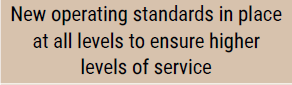 New operating standards in place
at all levels to ensure higher
levels of service